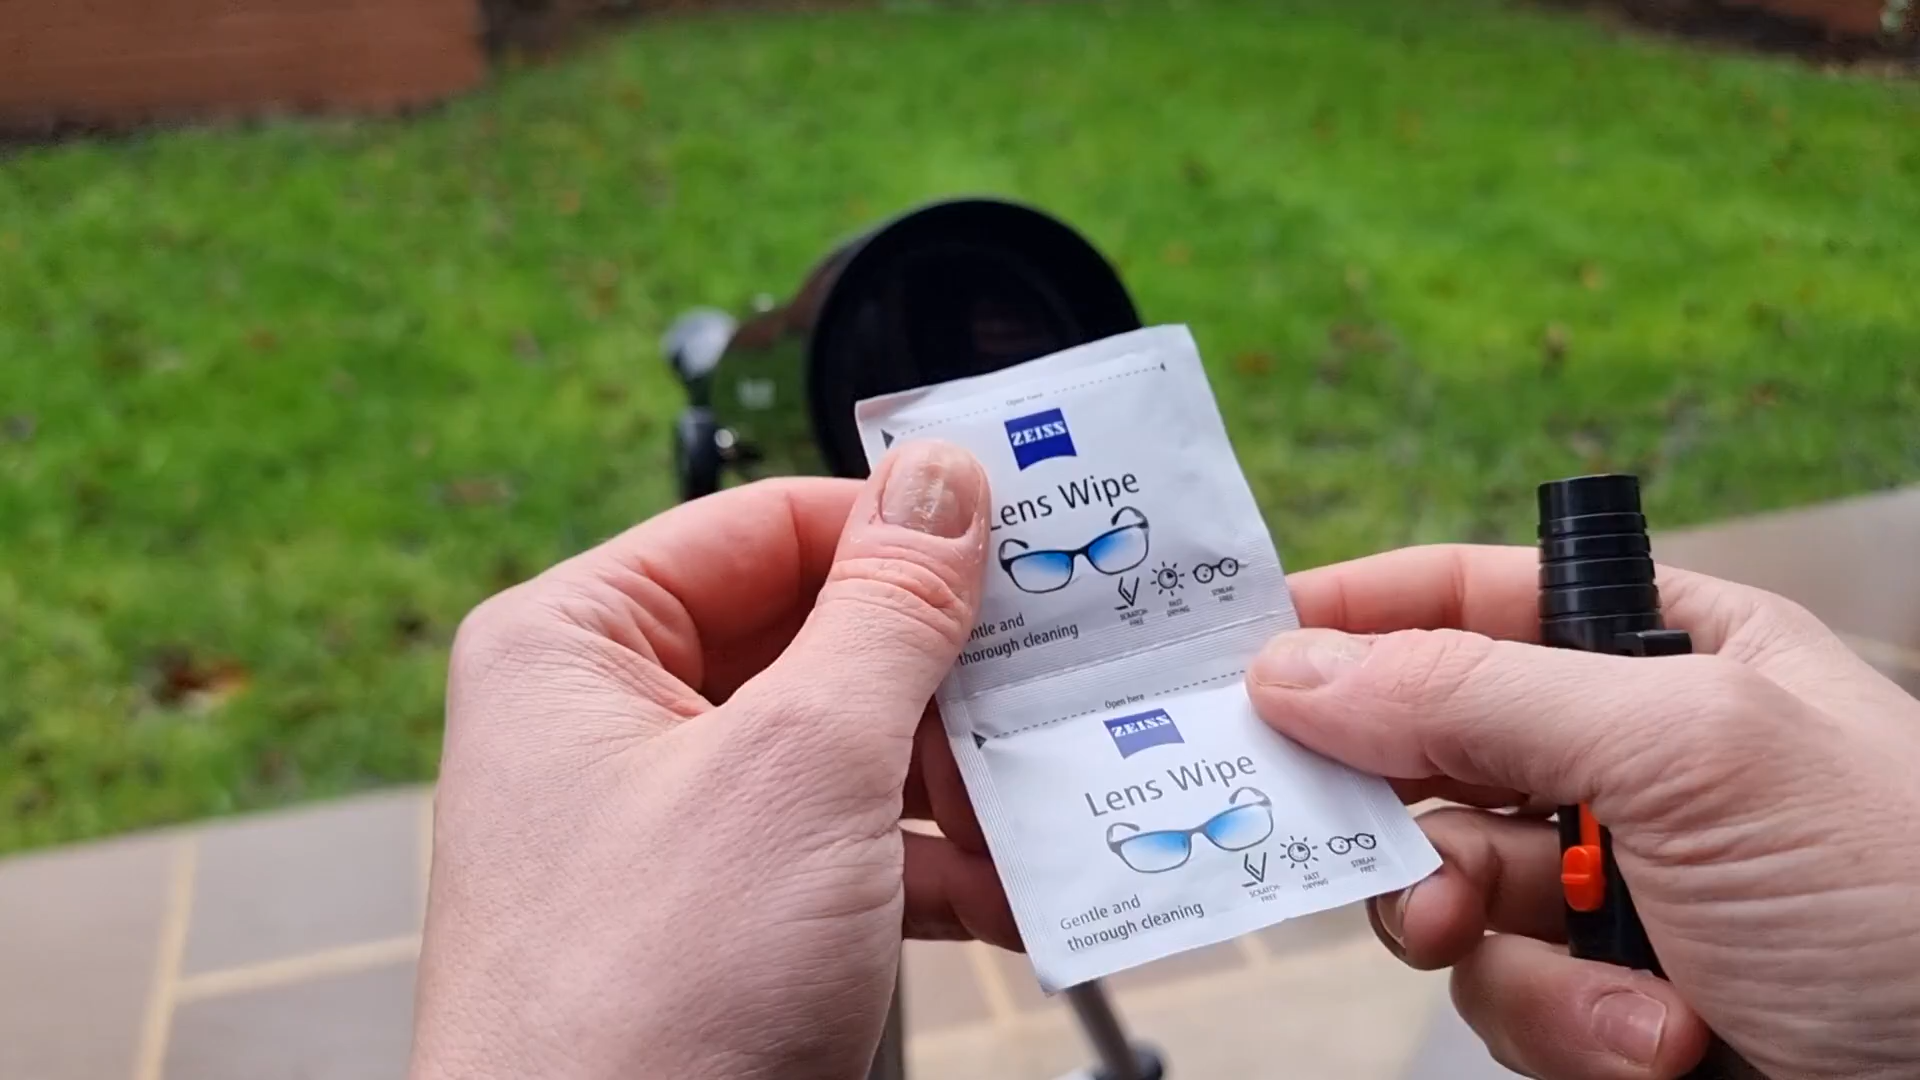 Open here
ZEISS
Lens Wipe
SCRATCH-
FREE
FAST
DRYING
STREAK-
FREE
ntle and
thorough cleaning
Open here
ZEISS
Lens Wipe
SCRATCH-
FREE
FAST
DRYING
STREAK-
FREE
Gentle and
thorough cleaning